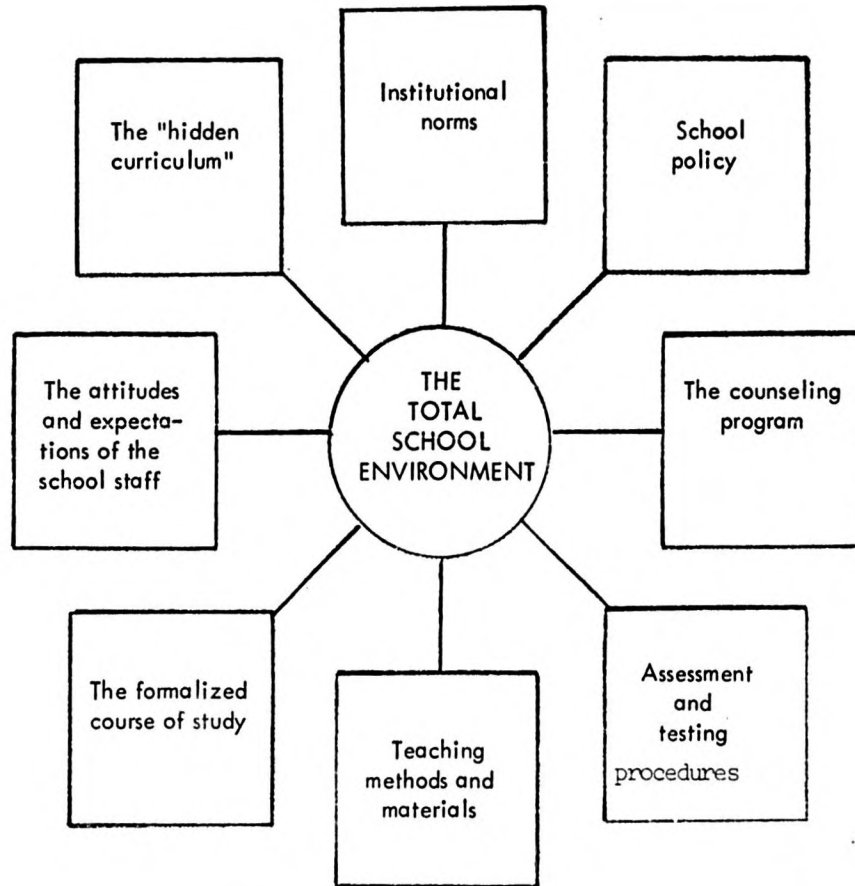 Institutional
norms
The "hidden
curriculum"
School
policy
The attitudes
and expecta-
tions of the
school staff
THE
TOTAL
SCHOOL
ENVIRONMENT
The counseling
program
The formalized
course of study
Teaching
methods and
materials
Assessment
and
testing
procedures